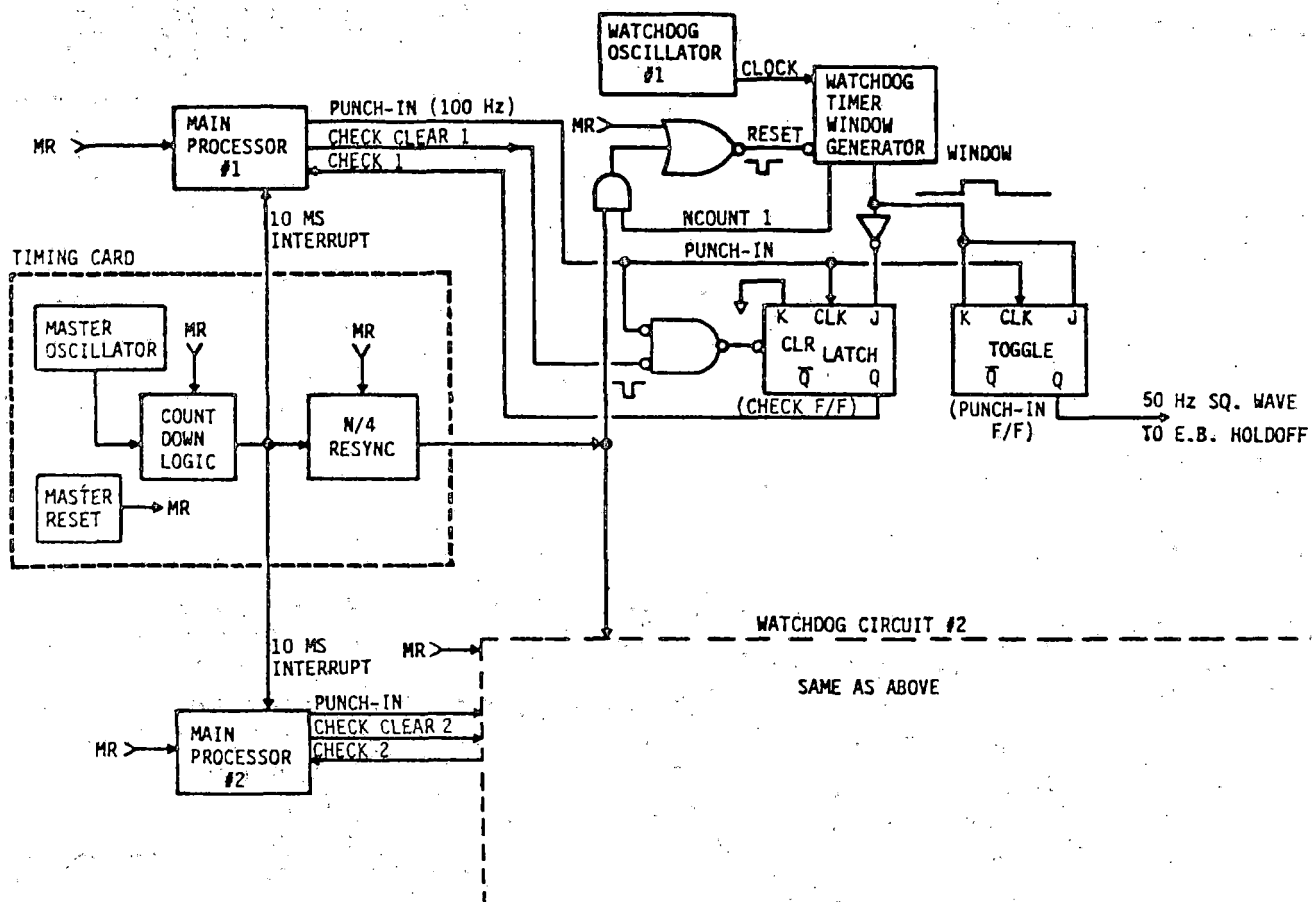 WATCHDOG
OSCILLATOR
#1
CLOCK
WATCHDOG
TIMER
WINDOW
GENERATOR
WINDOW
MR
RESET
NCOUNT 1
MR
MAIN
PROCESSOR
#1
PUNCH-IN (100 Hz)
CHECK CLEAR 1
CHECK 1
10 MS
INTERRUPT
PUNCH-IN
TIMING CARD
MASTER
OSCILLATOR
MR
MR
COUNT
DOWN
LOGIC
N/4
RESYNC
MASTER
RESET
MR
K CLK J
CLR LATCH
Q̅ Q
(CHECK F/F)
K CLK J
TOGGLE
Q̅ Q
(PUNCH-IN
F/F)
50 Hz SQ. WAVE
TO E.B. HOLDOFF
10 MS
INTERRUPT
MR
MAIN
PROCESSOR
#2
PUNCH-IN
CHECK CLEAR 2
CHECK 2
MR
WATCHDOG CIRCUIT #2
SAME AS ABOVE